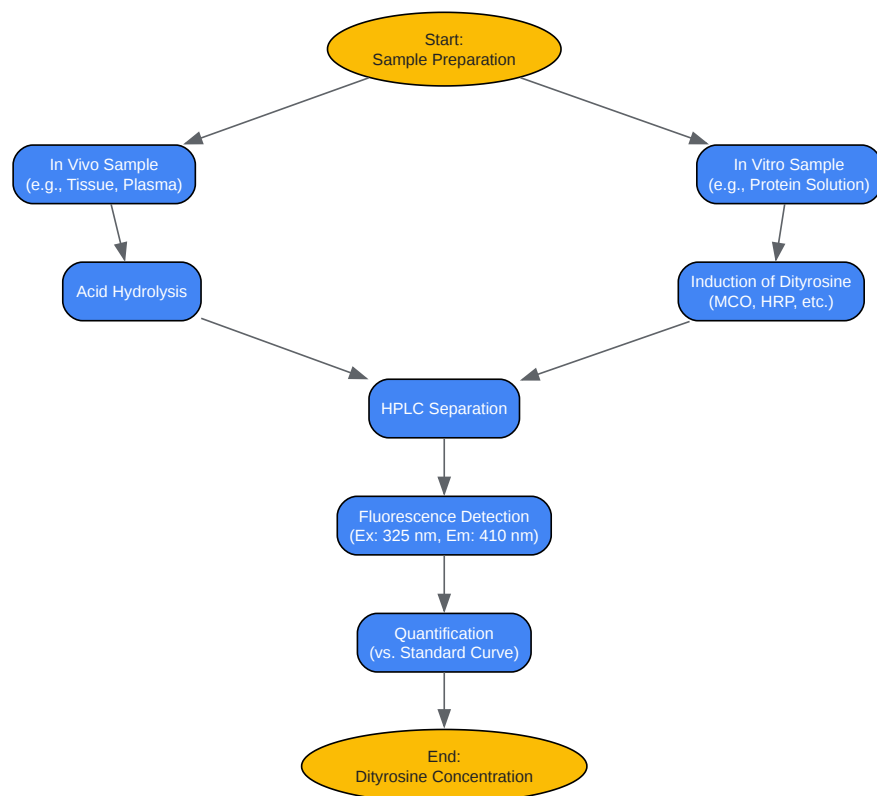 Start:
Sample Preparation
In Vivo Sample
(e.g., Tissue, Plasma)
In Vitro Sample
(e.g., Protein Solution)
Acid Hydrolysis
Induction of Dityrosine
(MCO, HRP, etc.)
HPLC Separation
Fluorescence Detection
(Ex: 325 nm, Em: 410 nm)
Quantification
(vs. Standard Curve)
End:
Dityrosine Concentration